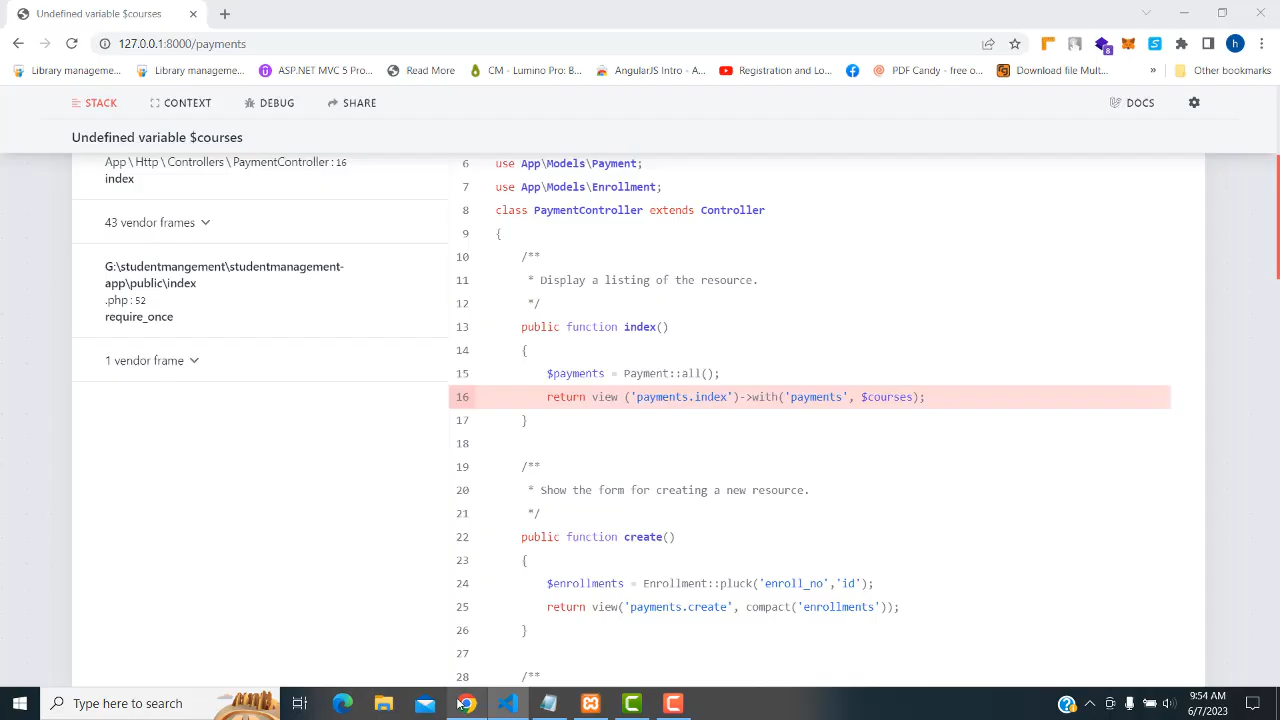 Undefined variable $courses
127.0.0.1:8000/payments
8
h
Library manageme...
Library manageme...
ASP.NET MVC 5 Pro...
Read More
CM - Lumino Pro: B...
AngularJS Intro - A...
Registration and Lo...
PDF Candy - free o...
Download file Mult...
»
Other bookmarks
STACK
CONTEXT
DEBUG
SHARE
DOCS
Undefined variable $courses
App \ Http \ Controllers \ PaymentController : 16
index
43 vendor frames
G:\studentmangement\studentmanagement-
app\public\index
.php : 52
require_once
1 vendor frame
6 use App\Models\Payment;
7 use App\Models\Enrollment;
8 class PaymentController extends Controller
9 {
10 /**
11 * Display a listing of the resource.
12 */
13 public function index()
14 {
15 $payments = Payment::all();
16 return view ('payments.index')->with('payments', $courses);
17 }
18
19 /**
20 * Show the form for creating a new resource.
21 */
22 public function create()
23 {
24 $enrollments = Enrollment::pluck('enroll_no','id');
25 return view('payments.create', compact('enrollments'));
26 }
27
28 /**
Type here to search
9:54 AM
6/7/2023